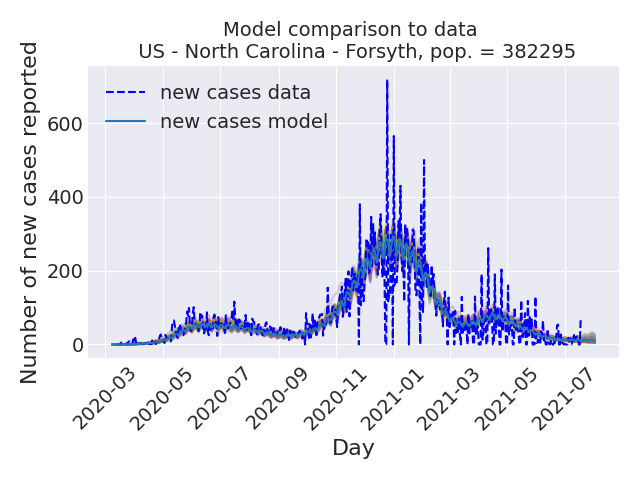 Model comparison to data
US - North Carolina - Forsyth, pop. = 382295
Number of new cases reported
new cases data
new cases model
600
400
200
0
2020-03
2020-05
2020-07
2020-09
2020-11
2021-01
2021-03
2021-05
2021-07
Day